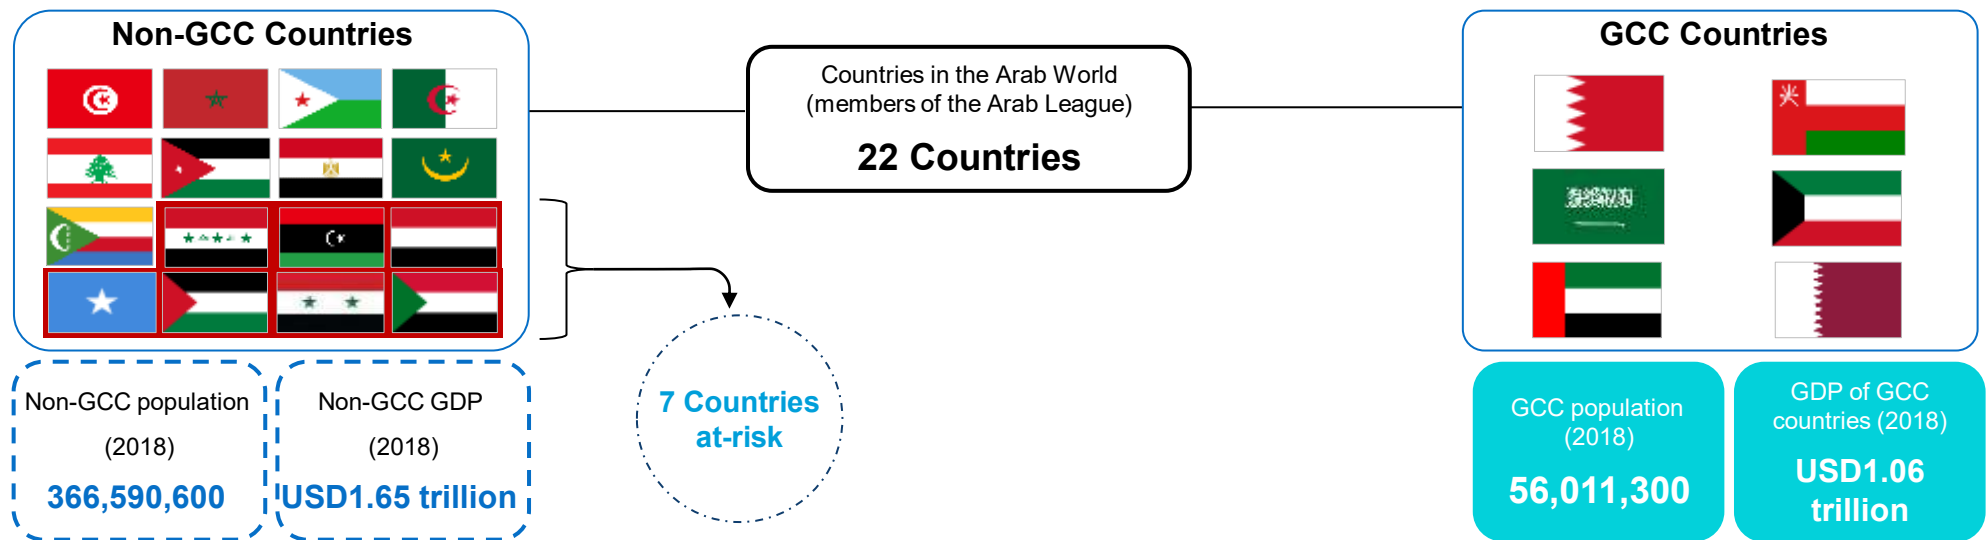 Non-GCC Countries
Countries in the Arab World
(members of the Arab League)
22 Countries
GCC Countries
7 Countries
at-risk
Non-GCC population
(2018)
366,590,600
Non-GCC GDP
(2018)
USD1.65 trillion
GCC population
(2018)
56,011,300
GDP of GCC
countries (2018)
USD1.06
trillion